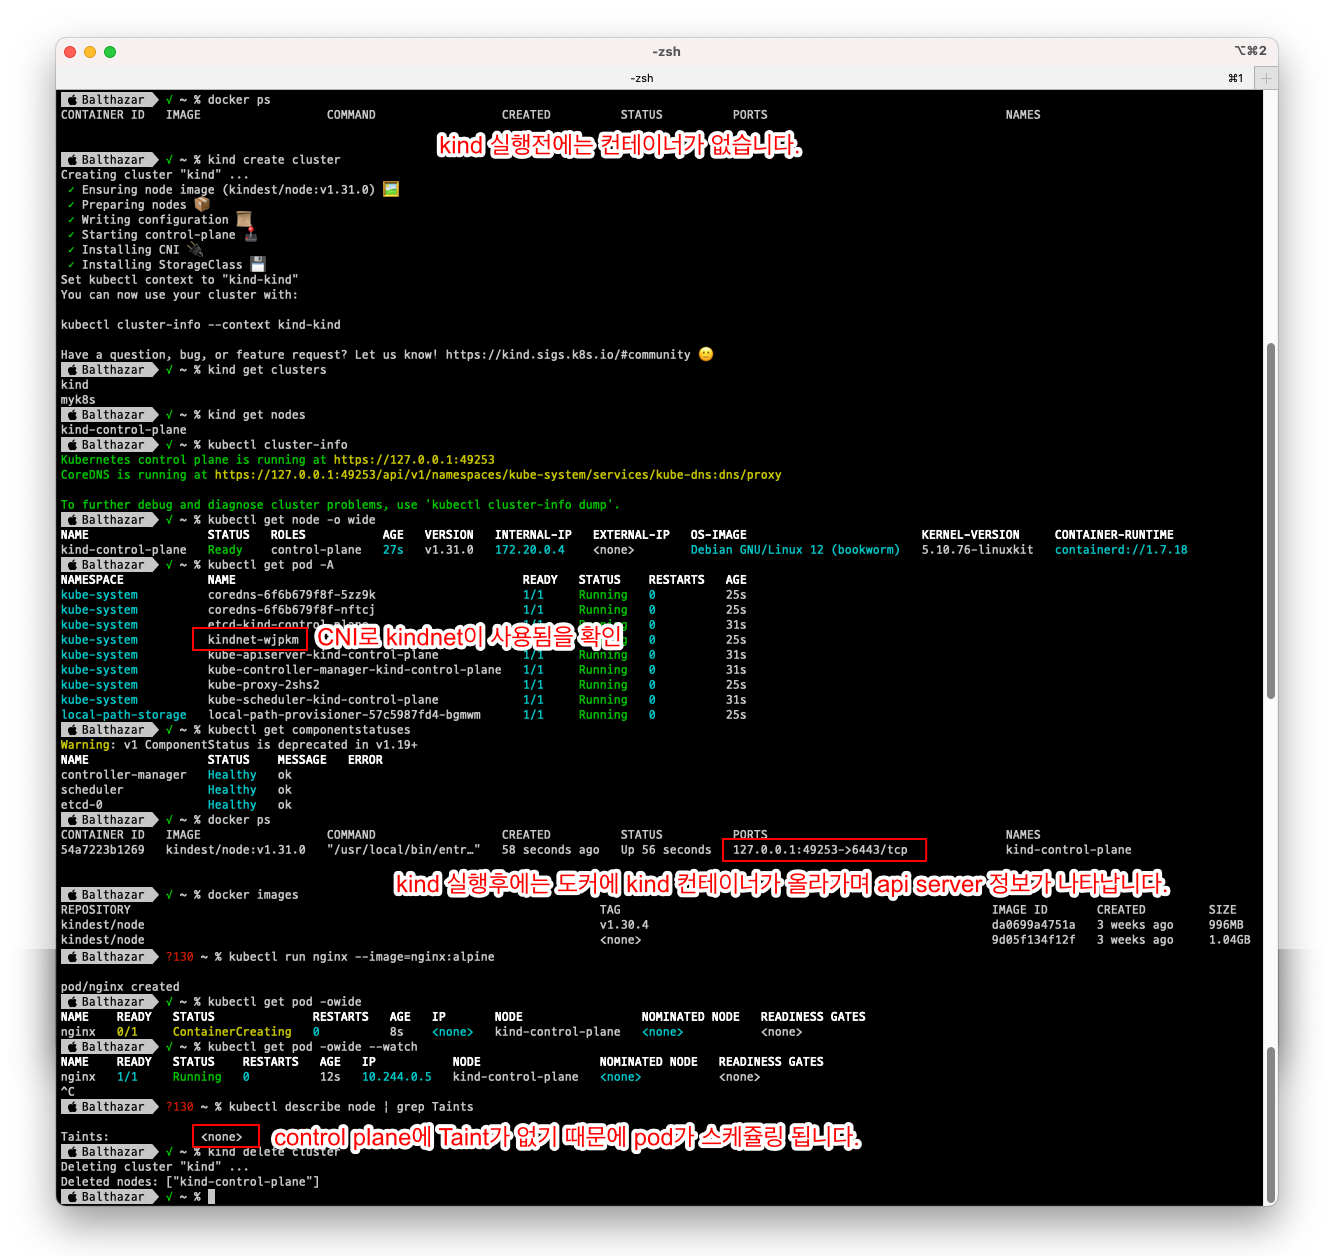 -zsh
⌥⌘2
-zsh
⌘1
Balthazar √ ~ % docker ps
CONTAINER ID IMAGE COMMAND CREATED STATUS PORTS NAMES
kind 실행전에는 컨테이너가 없습니다.
Balthazar √ ~ % kind create cluster
Creating cluster "kind" ...
✓ Ensuring node image (kindest/node:v1.31.0) 🖼
✓ Preparing nodes 📦
✓ Writing configuration 📜
✓ Starting control-plane 🕹
✓ Installing CNI 🔌
✓ Installing StorageClass 💾
Set kubectl context to "kind-kind"
You can now use your cluster with:
kubectl cluster-info --context kind-kind
Have a question, bug, or feature request? Let us know! https://kind.sigs.k8s.io/#community 🙂
Balthazar √ ~ % kind get clusters
kind
myk8s
Balthazar √ ~ % kind get nodes
kind-control-plane
Balthazar √ ~ % kubectl cluster-info
Kubernetes control plane is running at https://127.0.0.1:49253
CoreDNS is running at https://127.0.0.1:49253/api/v1/namespaces/kube-system/services/kube-dns:dns/proxy
To further debug and diagnose cluster problems, use 'kubectl cluster-info dump'.
Balthazar √ ~ % kubectl get node -o wide
NAME STATUS ROLES AGE VERSION INTERNAL-IP EXTERNAL-IP OS-IMAGE KERNEL-VERSION CONTAINER-RUNTIME
kind-control-plane Ready control-plane 27s v1.31.0 172.20.0.4 <none> Debian GNU/Linux 12 (bookworm) 5.10.76-linuxkit containerd://1.7.18
Balthazar √ ~ % kubectl get pod -A
NAMESPACE NAME READY STATUS RESTARTS AGE
kube-system coredns-6f6b679f8f-5zz9k 1/1 Running 0 25s
kube-system coredns-6f6b679f8f-nftcj 1/1 Running 0 25s
kube-system etcd-kind-control-plane 1/1 Running 0 31s
kube-system kindnet-wjpkm 1/1 Running 0 25s
CNI로 kindnet이 사용됨을 확인
kube-system kube-apiserver-kind-control-plane 1/1 Running 0 31s
kube-system kube-controller-manager-kind-control-plane 1/1 Running 0 31s
kube-system kube-proxy-2shs2 1/1 Running 0 25s
kube-system kube-scheduler-kind-control-plane 1/1 Running 0 31s
local-path-storage local-path-provisioner-57c5987fd4-bgmwm 1/1 Running 0 25s
Balthazar √ ~ % kubectl get componentstatuses
Warning: v1 ComponentStatus is deprecated in v1.19+
NAME STATUS MESSAGE ERROR
controller-manager Healthy ok
scheduler Healthy ok
etcd-0 Healthy ok
Balthazar √ ~ % docker ps
CONTAINER ID IMAGE COMMAND CREATED STATUS PORTS NAMES
54a7223b1269 kindest/node:v1.31.0 "/usr/local/bin/entr…" 58 seconds ago Up 56 seconds 127.0.0.1:49253->6443/tcp kind-control-plane
kind 실행후에는 도커에 kind 컨테이너가 올라가며 api server 정보가 나타납니다.
Balthazar √ ~ % docker images
REPOSITORY TAG IMAGE ID CREATED SIZE
kindest/node v1.30.4 da0699a4751a 3 weeks ago 996MB
kindest/node <none> 9d05f134f12f 3 weeks ago 1.04GB
Balthazar ?130 ~ % kubectl run nginx --image=nginx:alpine
pod/nginx created
Balthazar √ ~ % kubectl get pod -owide
NAME READY STATUS RESTARTS AGE IP NODE NOMINATED NODE READINESS GATES
nginx 0/1 ContainerCreating 0 8s <none> kind-control-plane <none> <none>
Balthazar √ ~ % kubectl get pod -owide --watch
NAME READY STATUS RESTARTS AGE IP NODE NOMINATED NODE READINESS GATES
nginx 1/1 Running 0 12s 10.244.0.5 kind-control-plane <none> <none>
^C
Balthazar ?130 ~ % kubectl describe node | grep Taints
Taints: <none>
control plane에 Taint가 없기 때문에 pod가 스케쥴링 됩니다.
Balthazar √ ~ % kind delete cluster
Deleting cluster "kind" ...
Deleted nodes: ["kind-control-plane"]
Balthazar √ ~ %